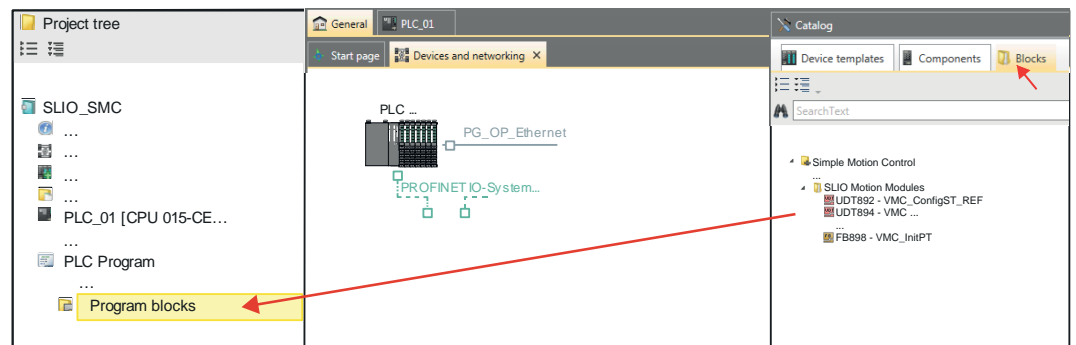 Project tree
SLIO_SMC
...
...
...
...
PLC_01 [CPU 015-CE...
...
PLC Program
...
Program blocks
General
PLC_01
Start page
Devices and networking
PLC ...
PG_OP_Ethernet
PROFINET IO-System...
Catalog
Device templates
Components
Blocks
SearchText
Simple Motion Control
...
SLIO Motion Modules
UDT892 - VMC_ConfigST_REF
UDT894 - VMC ...
...
FB898 - VMC_InitPT